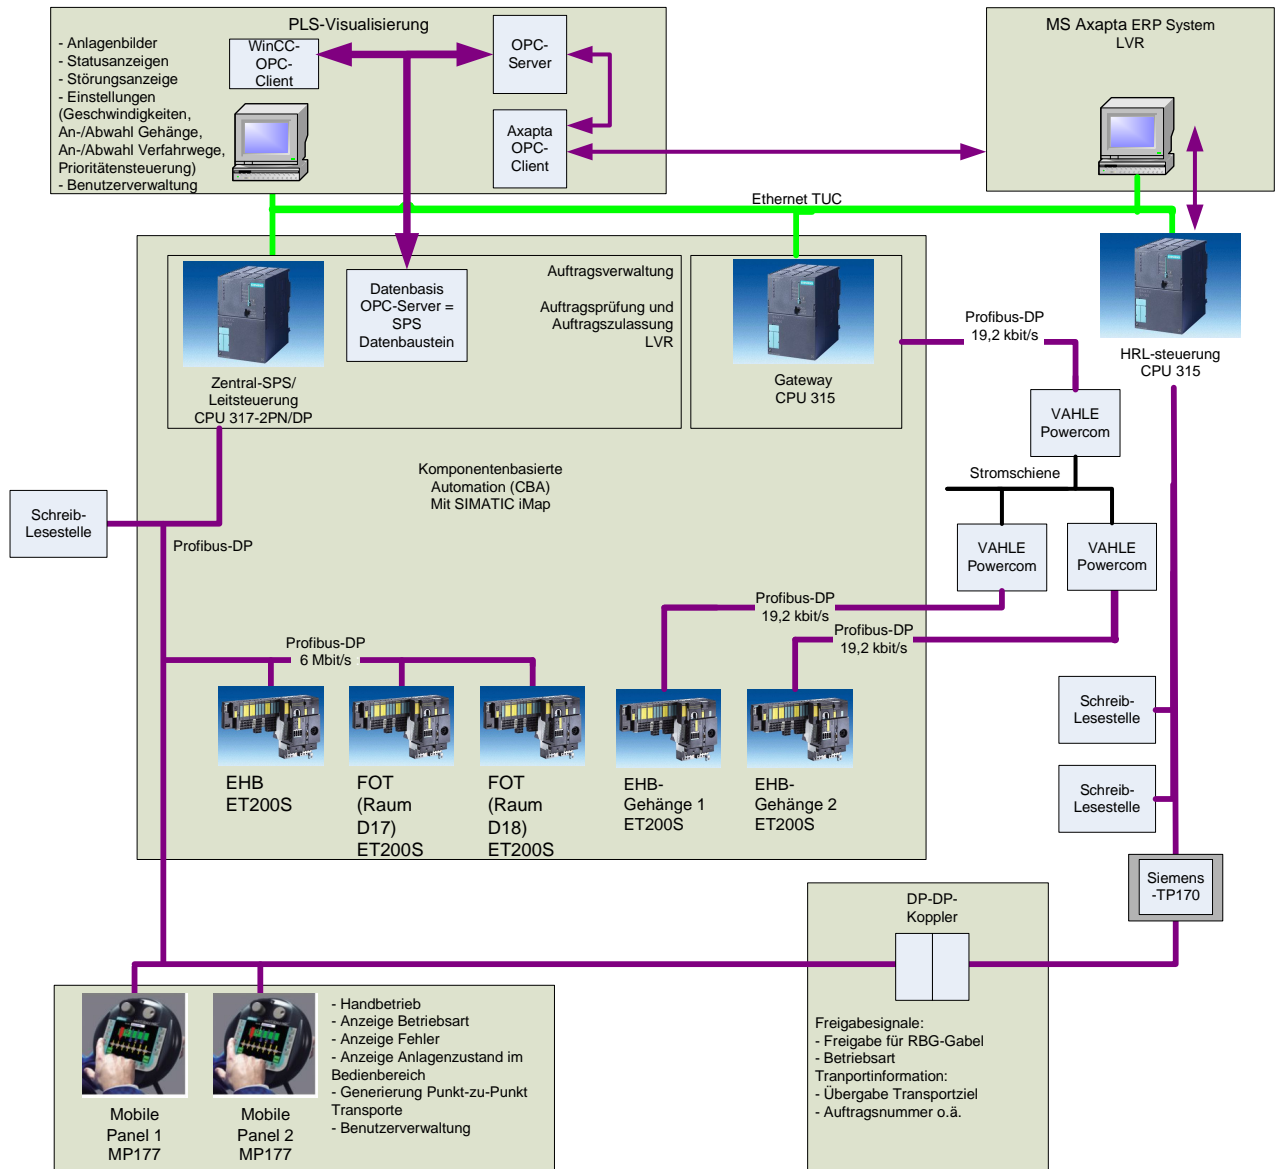 PLS-Visualisierung
- Anlagenbilder
- Statusanzeigen
- Störungsanzeige
- Einstellungen
(Geschwindigkeiten,
An-/Abwahl Gehänge,
An-/Abwahl Verfahrwege,
Prioritätensteuerung)
- Benutzerverwaltung
WinCC-
OPC-
Client
OPC-
Server
Axapta
OPC-
Client
MS Axapta ERP System
LVR
Ethernet TUC
Zentral-SPS/
Leitsteuerung
CPU 317-2PN/DP
Datenbasis
OPC-Server =
SPS
Datenbaustein
Auftragsverwaltung
Auftragsprüfung und
Auftragszulassung
LVR
Gateway
CPU 315
Profibus-DP
19,2 kbit/s
HRL-steuerung
CPU 315
VAHLE
Powercom
Stromschiene
VAHLE
Powercom
VAHLE
Powercom
Komponentenbasierte
Automation (CBA)
Mit SIMATIC iMap
Schreib-
Lesestelle
Profibus-DP
Profibus-DP
19,2 kbit/s
Profibus-DP
19,2 kbit/s
Profibus-DP
6 Mbit/s
EHB
ET200S
FOT
(Raum
D17)
ET200S
FOT
(Raum
D18)
ET200S
EHB-
Gehänge 1
ET200S
EHB-
Gehänge 2
ET200S
Schreib-
Lesestelle
Schreib-
Lesestelle
Siemens
-TP170
DP-DP-
Koppler
Freigabesignale:
- Freigabe für RBG-Gabel
- Betriebsart
Tranportinformation:
- Übergabe Transportziel
- Auftragsnummer o.ä.
Mobile
Panel 1
MP177
Mobile
Panel 2
MP177
- Handbetrieb
- Anzeige Betriebsart
- Anzeige Fehler
- Anzeige Anlagenzustand im
Bedienbereich
- Generierung Punkt-zu-Punkt
Transporte
- Benutzerverwaltung